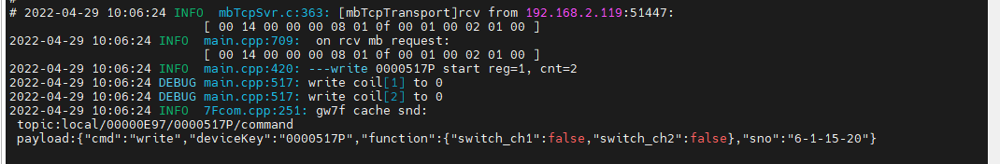 #
# 2022-04-29 10:06:24 INFO  mbTcpSvr.c:363: [mbTcpTransport]rcv from 192.168.2.119:51447:
[ 00 14 00 00 00 08 01 0f 00 01 00 02 01 00 ]
2022-04-29 10:06:24 INFO  main.cpp:709:  on rcv mb request:
[ 00 14 00 00 00 08 01 0f 00 01 00 02 01 00 ]
2022-04-29 10:06:24 INFO  main.cpp:420: ---write 0000517P start reg=1, cnt=2
2022-04-29 10:06:24 DEBUG main.cpp:517: write coil[1] to 0
2022-04-29 10:06:24 DEBUG main.cpp:517: write coil[2] to 0
2022-04-29 10:06:24 INFO  7Fcom.cpp:251: gw7f cache snd:
topic:local/00000E97/0000517P/command
payload:{"cmd":"write","deviceKey":"0000517P","function":{"switch_ch1":false,"switch_ch2":false},"sno":"6-1-15-20"}